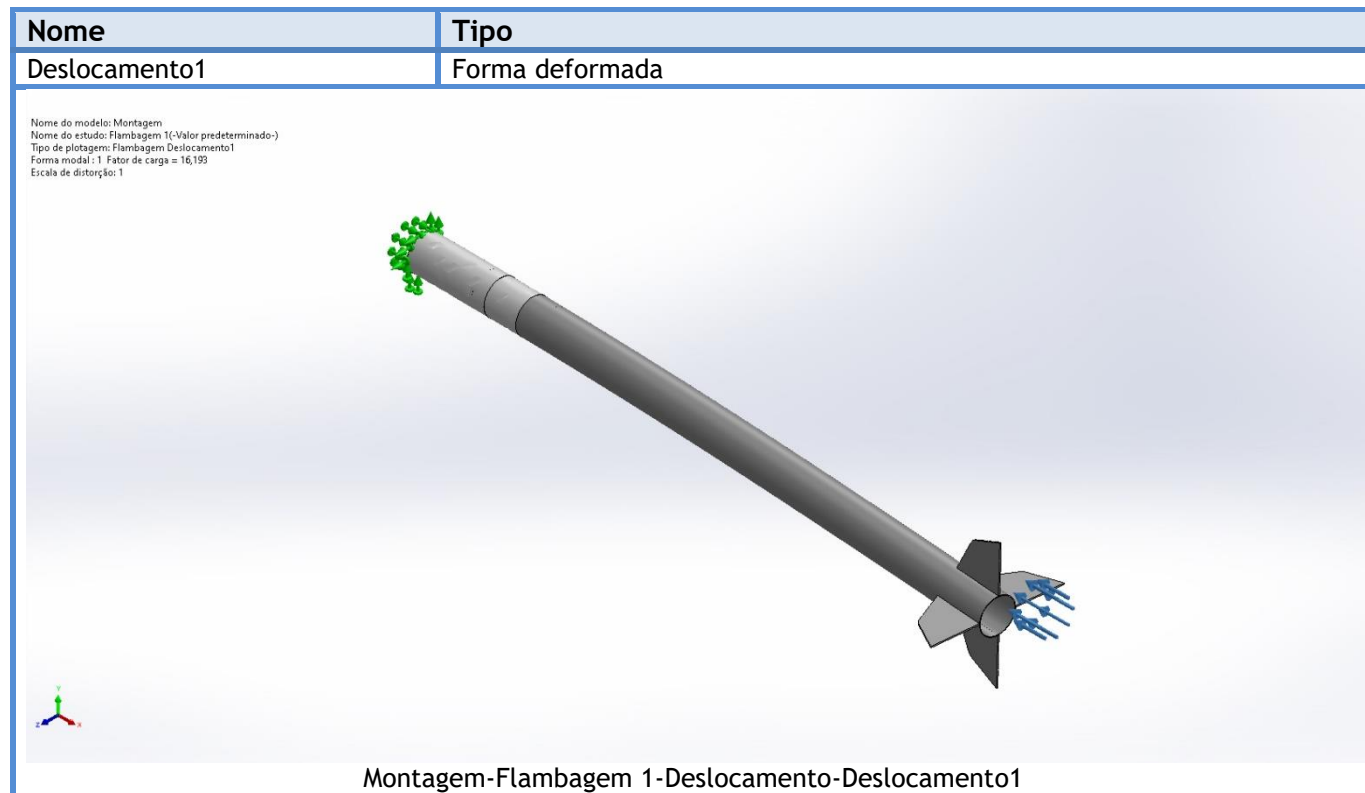 Nome Tipo
Deslocamento1 Forma deformada
Nome do modelo: Montagem
Nome do estudo: Flambagem 1(-Valor predeterminado-)
Tipo de plotagem: Flambagem Deslocamento1
Forma modal : 1 Fator de carga = 16,193
Escala de distorção: 1
Y
Z X
Montagem-Flambagem 1-Deslocamento-Deslocamento1